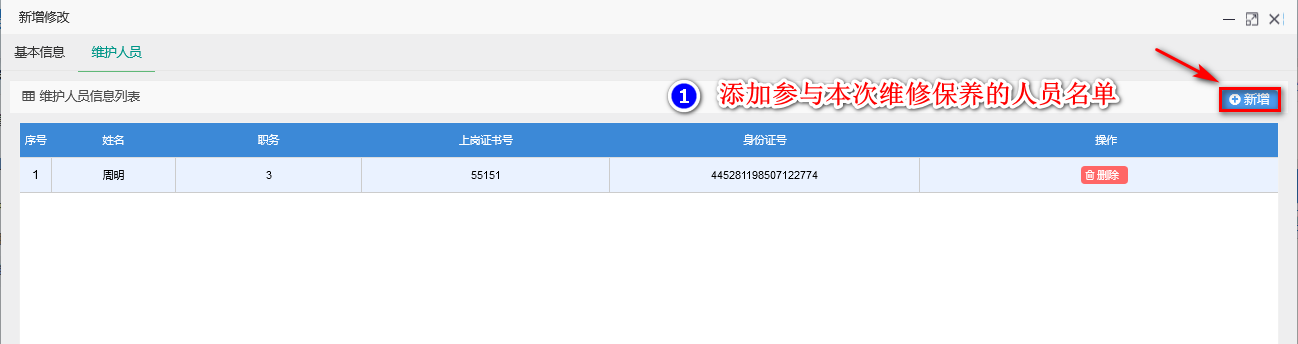 新增修改
基本信息 维护人员
维护人员信息列表
1 添加参与本次维修保养的人员名单
新增
序号 姓名 职务 上岗证书号 身份证号 操作
1 周明 3 55151 445281198507122774 删除